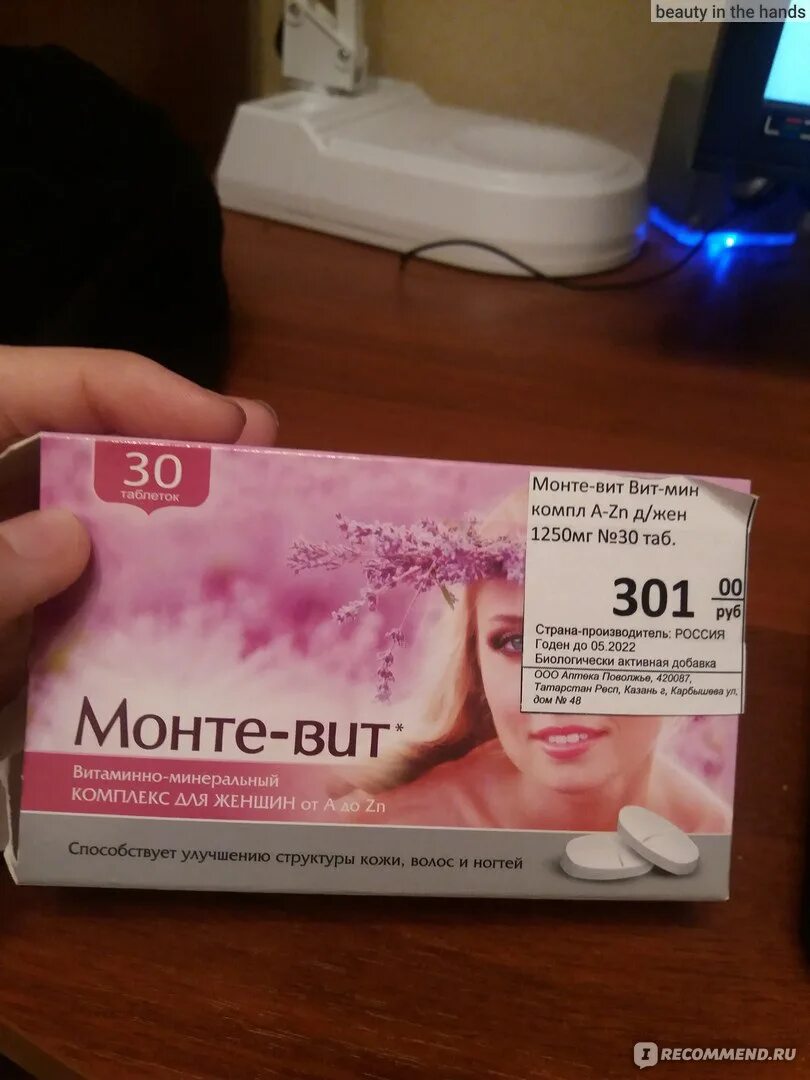 beauty in the hands
30
таблеток
Монте-вит Вит-мин
компл A-Zn д/жен
1250мг №30 таб.
301 00
руб
Страна-производитель: РОССИЯ
Годен до 05.2022
Биологически активная добавка
ООО Аптека Поволжье, 420087,
Татарстан Респ, Казань г, Карбышева ул,
дом № 48
Монте-вит*
Витаминно-минеральный
комплекс для женщин от А до Zn
Способствует улучшению структуры кожи, волос и ногтей
IRECOMMEND.RU